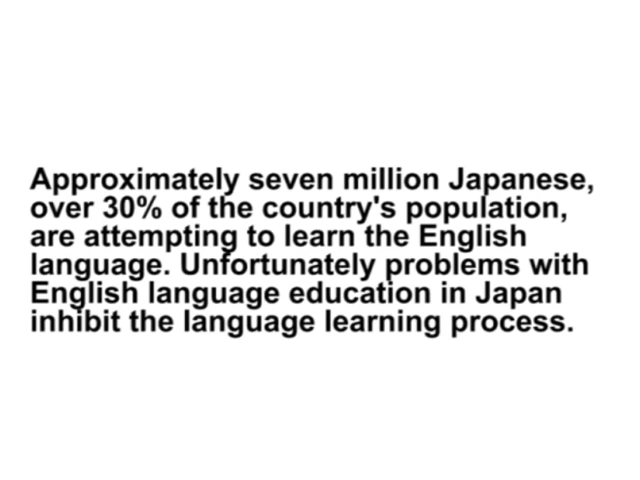 Approximately seven million Japanese,
over 30% of the country's population,
are attempting to learn the English
language. Unfortunately problems with
English language education in Japan
inhibit the language learning process.